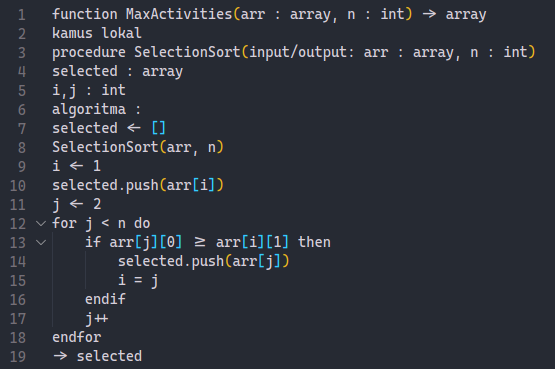 1 function MaxActivities(arr : array, n : int) → array
2 kamus lokal
3 procedure SelectionSort(input/output: arr : array, n : int)
4 selected : array
5 i,j : int
6 algoritma :
7 selected ← []
8 SelectionSort(arr, n)
9 i ← 1
10 selected.push(arr[i])
11 j ← 2
12 for j < n do
13     if arr[j][0] ≥ arr[i][1] then
14         selected.push(arr[j])
15         i = j
16     endif
17     j++
18 endfor
19 → selected